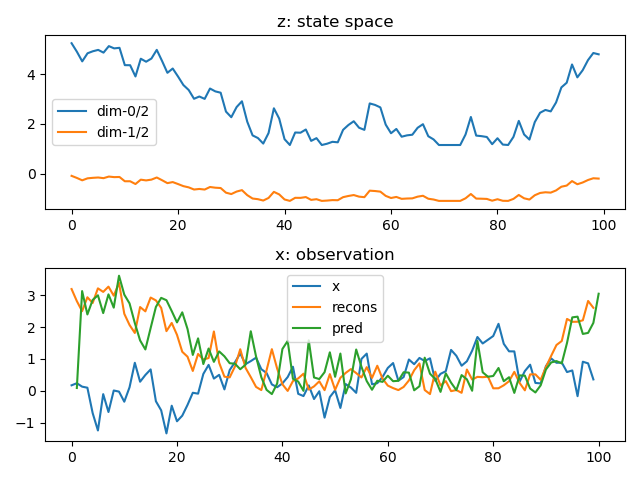 z: state space
4
2
0
dim-0/2
dim-1/2
0 20 40 60 80 100
x: observation
3
2
1
0
−1
x
recons
pred
0 20 40 60 80 100